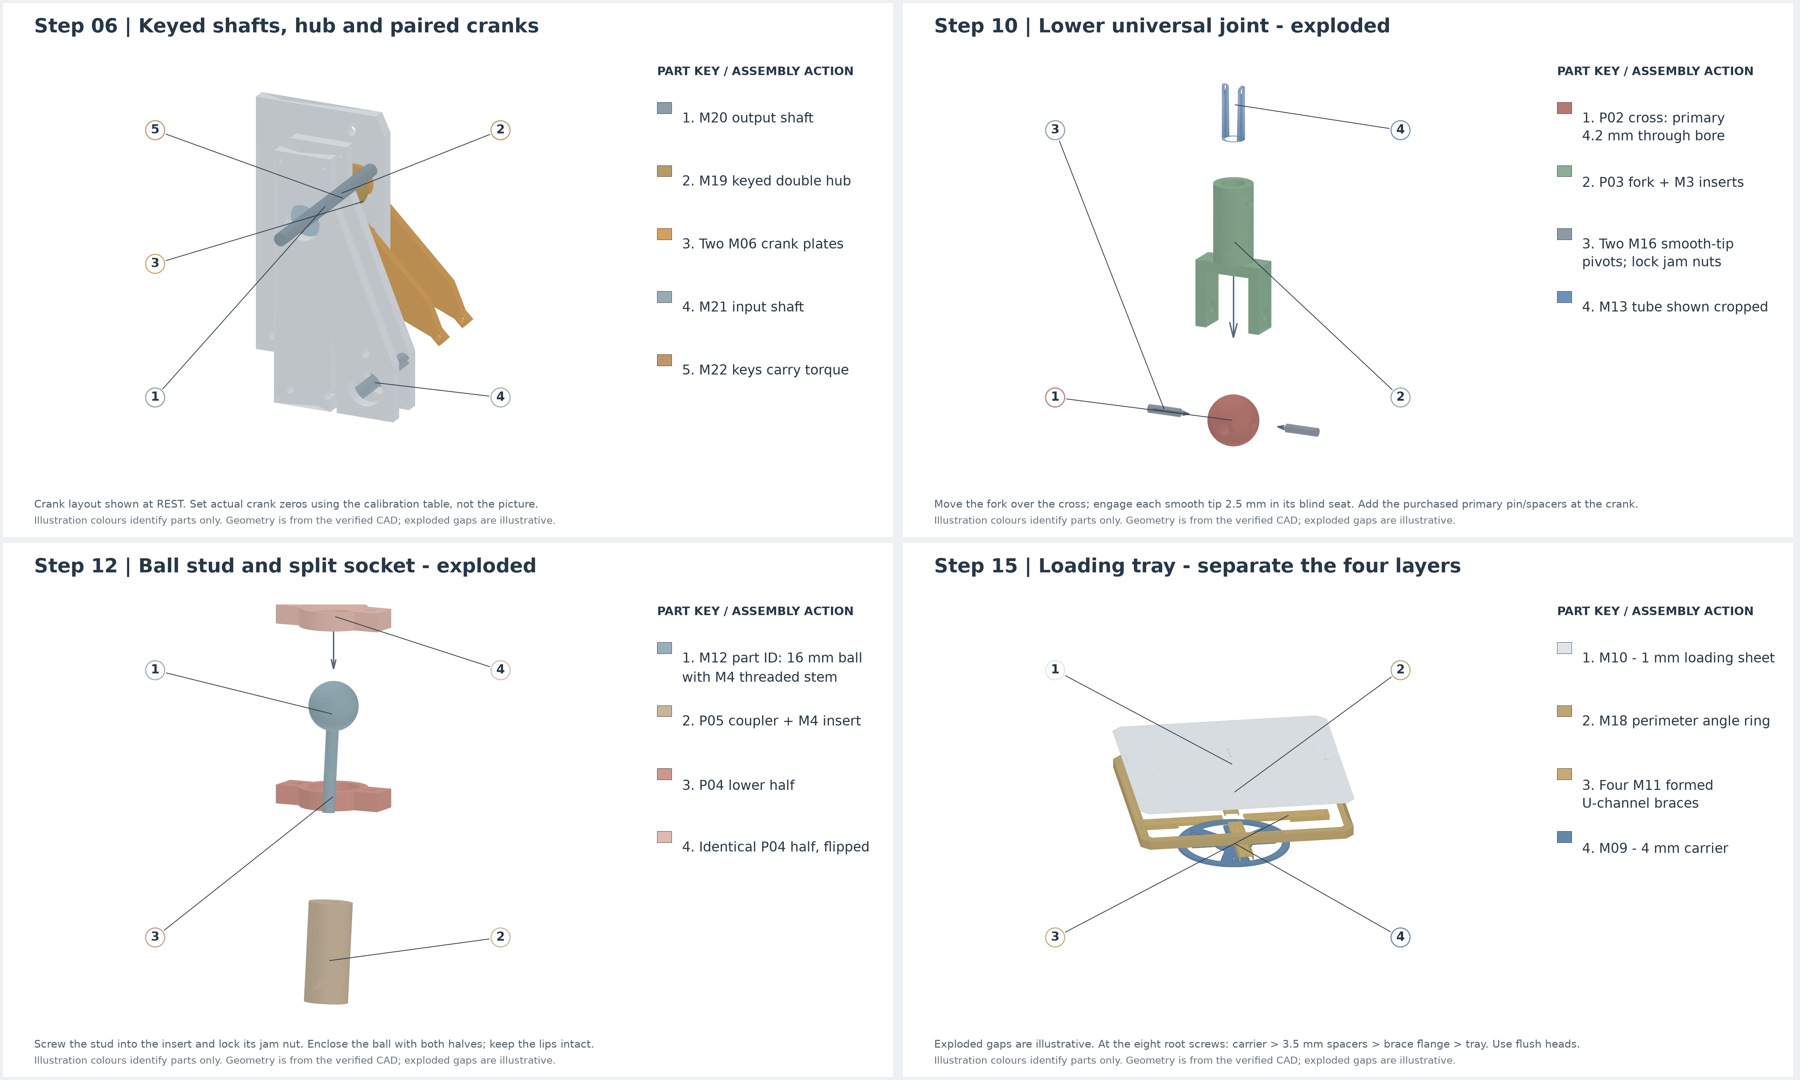 Step 06 | Keyed shafts, hub and paired cranks
PART KEY / ASSEMBLY ACTION
5
2
3
1
4
1. M20 output shaft
2. M19 keyed double hub
3. Two M06 crank plates
4. M21 input shaft
5. M22 keys carry torque
Crank layout shown at REST. Set actual crank zeros using the calibration table, not the picture.
Illustration colours identify parts only. Geometry is from the verified CAD; exploded gaps are illustrative.
Step 10 | Lower universal joint - exploded
PART KEY / ASSEMBLY ACTION
3
4
1
2
1. P02 cross: primary
4.2 mm through bore
2. P03 fork + M3 inserts
3. Two M16 smooth-tip
pivots; lock jam nuts
4. M13 tube shown cropped
Move the fork over the cross; engage each smooth tip 2.5 mm in its blind seat. Add the purchased primary pin/spacers at the crank.
Illustration colours identify parts only. Geometry is from the verified CAD; exploded gaps are illustrative.
Step 12 | Ball stud and split socket - exploded
PART KEY / ASSEMBLY ACTION
1
4
3
2
1. M12 part ID: 16 mm ball
with M4 threaded stem
2. P05 coupler + M4 insert
3. P04 lower half
4. Identical P04 half, flipped
Screw the stud into the insert and lock its jam nut. Enclose the ball with both halves; keep the lips intact.
Illustration colours identify parts only. Geometry is from the verified CAD; exploded gaps are illustrative.
Step 15 | Loading tray - separate the four layers
PART KEY / ASSEMBLY ACTION
1
2
3
4
1. M10 - 1 mm loading sheet
2. M18 perimeter angle ring
3. Four M11 formed
U-channel braces
4. M09 - 4 mm carrier
Exploded gaps are illustrative. At the eight root screws: carrier > 3.5 mm spacers > brace flange > tray. Use flush heads.
Illustration colours identify parts only. Geometry is from the verified CAD; exploded gaps are illustrative.